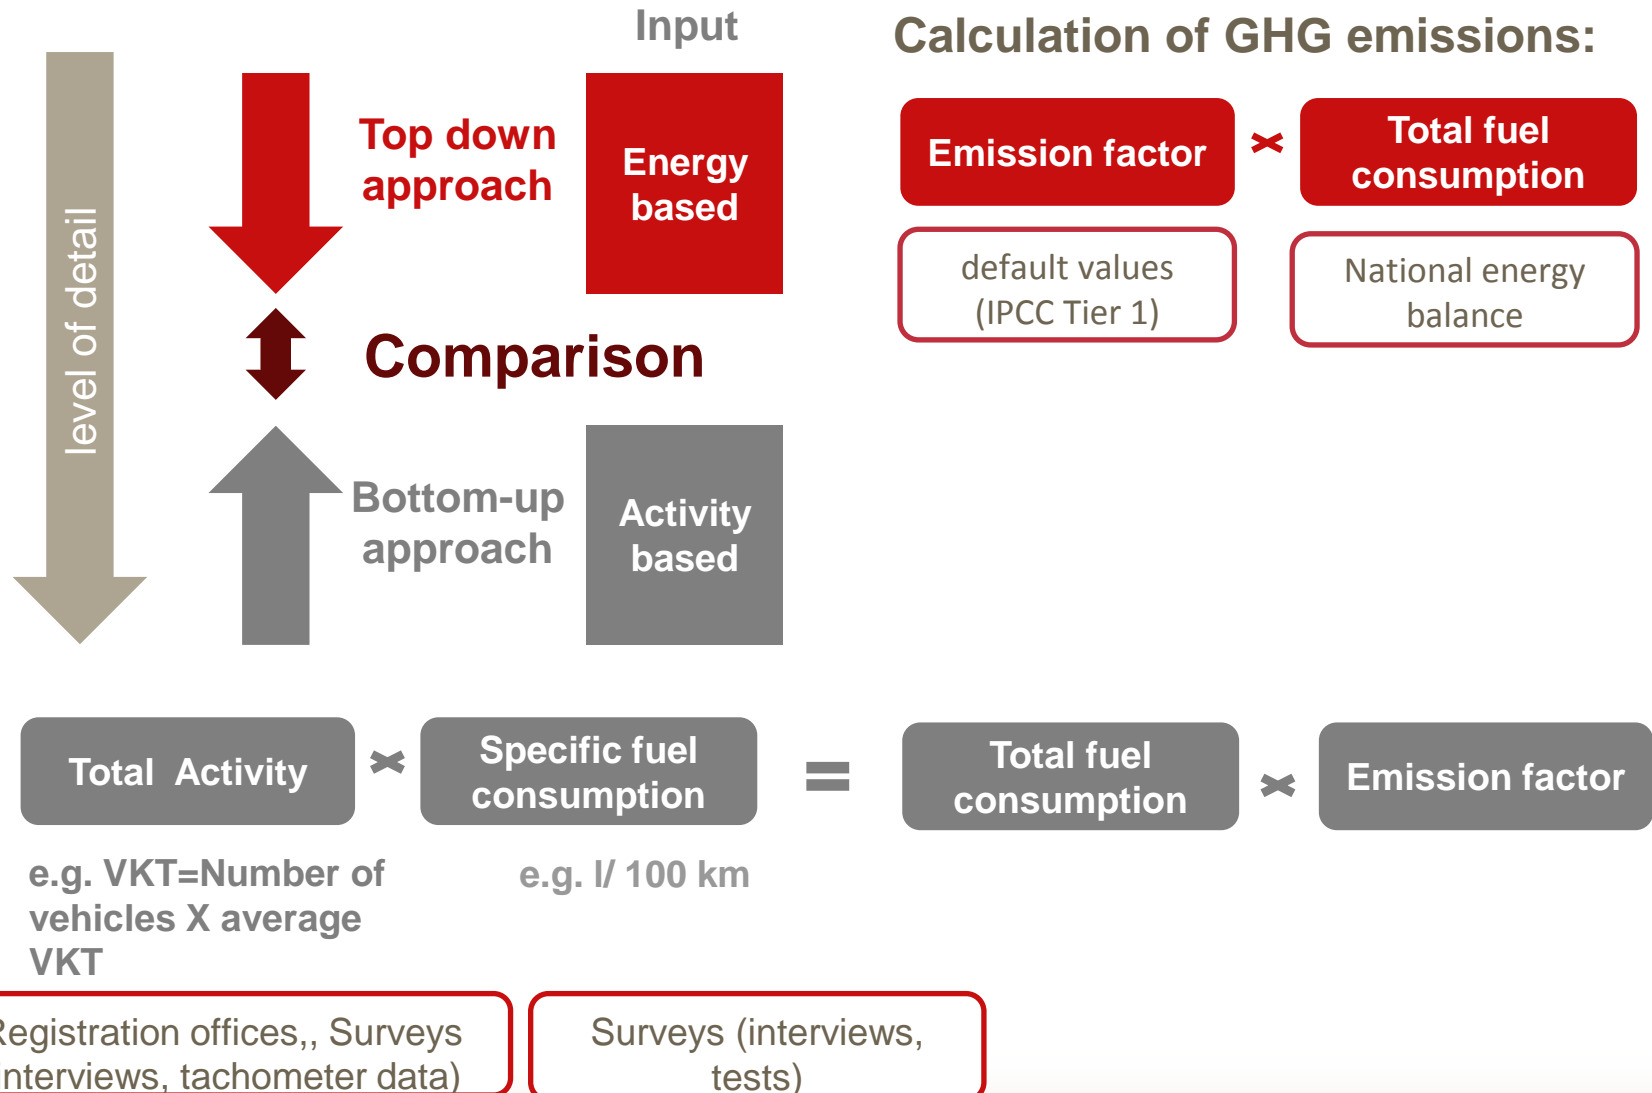 Input
Calculation of GHG emissions:
level of detail
Top down
approach
Energy
based
Emission factor
×
Total fuel
consumption
default values
(IPCC Tier 1)
National energy
balance
Comparison
Bottom-up
approach
Activity
based
Total Activity
×
Specific fuel
consumption
=
Total fuel
consumption
×
Emission factor
e.g. VKT=Number of
vehicles X average
VKT
e.g. l/ 100 km
Registration offices,, Surveys
interviews, tachometer data)
Surveys (interviews,
tests)